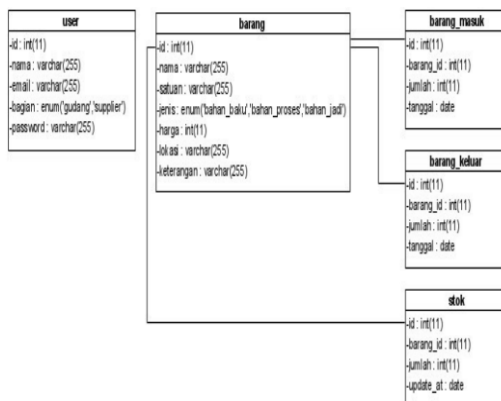 user
-id : int(11)
-nama : varchar(255)
-email : varchar(255)
-bagian : enum('gudang','supplier')
-password : varchar(255)
barang
-id : int(11)
-nama : varchar(255)
-satuan : varchar(255)
-jenis : enum('bahan_baku','bahan_proses','bahan_jadi')
-harga : int(11)
-lokasi : varchar(255)
-keterangan : varchar(255)
barang_masuk
-id : int(11)
-barang_id : int(11)
-jumlah : int(11)
-tanggal : date
barang_keluar
-id : int(11)
-barang_id : int(11)
-jumlah : int(11)
-tanggal : date
stok
-id : int(11)
-barang_id : int(11)
-jumlah : int(11)
-update_at : date